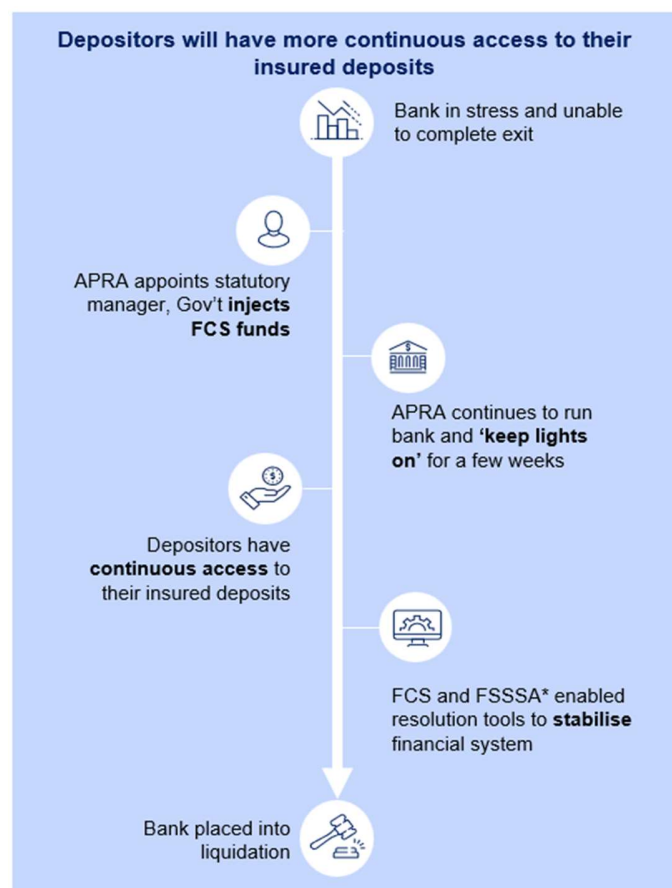 Depositors will have more continuous access to their
insured deposits
Bank in stress and unable
to complete exit
APRA appoints statutory
manager, Gov't injects
FCS funds
APRA continues to run
bank and ‘keep lights
on’ for a few weeks
Depositors have
continuous access to
their insured deposits
FCS and FSSSA* enabled
resolution tools to stabilise
financial system
Bank placed into
liquidation